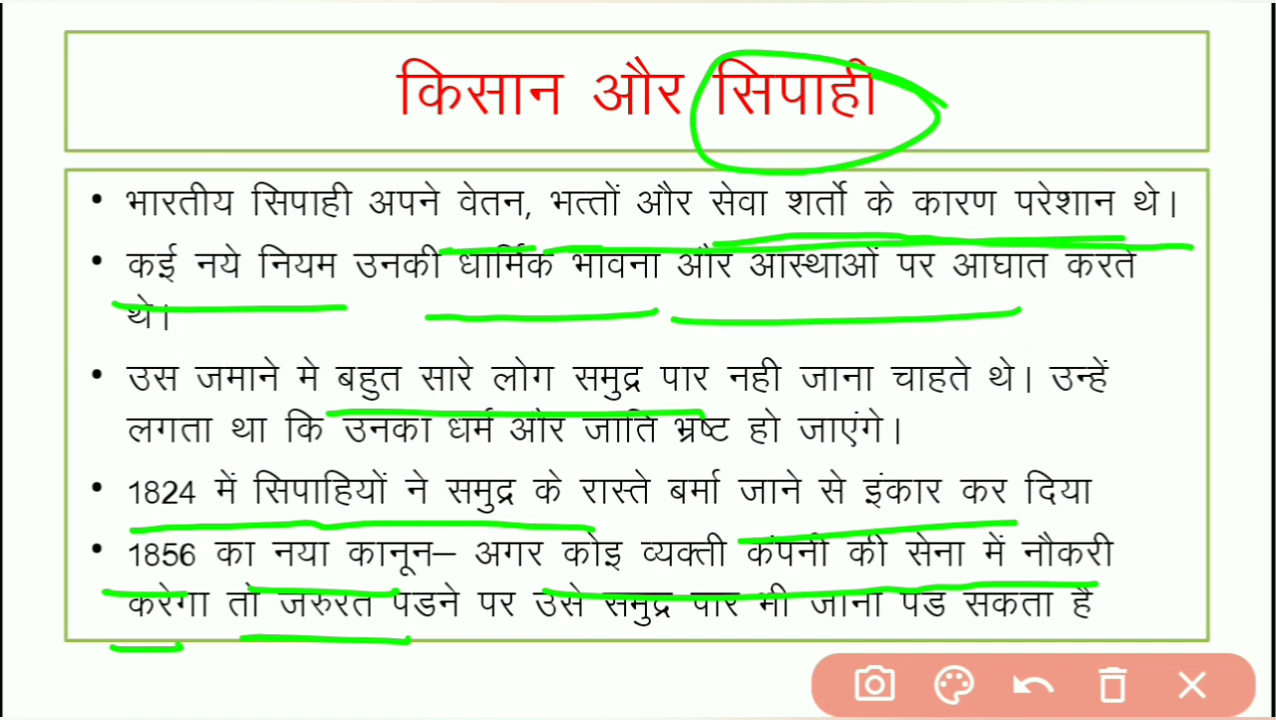 किसान और सिपाही
• भारतीय सिपाही अपने वेतन, भत्तों और सेवा शर्तो के कारण परेशान थे।
• कई नये नियम उनकी धार्मिक भावना और आस्थाओं पर आघात करते
थे।
• उस जमाने मे बहुत सारे लोग समुद्र पार नही जाना चाहते थे। उन्हें
लगता था कि उनका धर्म और जाति भ्रष्ट हो जाएंगे।
• 1824 में सिपाहियों ने समुद्र के रास्ते बर्मा जाने से इंकार कर दिया
• 1856 का नया कानून– अगर कोइ व्यक्ती कंपनी की सेना में नौकरी
करेगा तो जरुरत पडने पर उसे समुद्र पार भी जाना पड सकता है